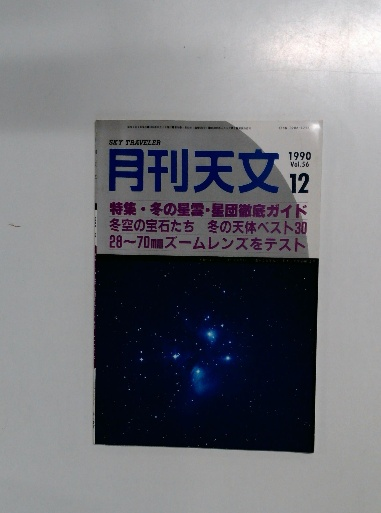 SKY TRAVELER
月刊天文
1990
Vol.56
12
特集・冬の星雲・星団徹底ガイド
冬空の宝石たち 冬の天体ベスト30
28〜70mmズームレンズをテスト